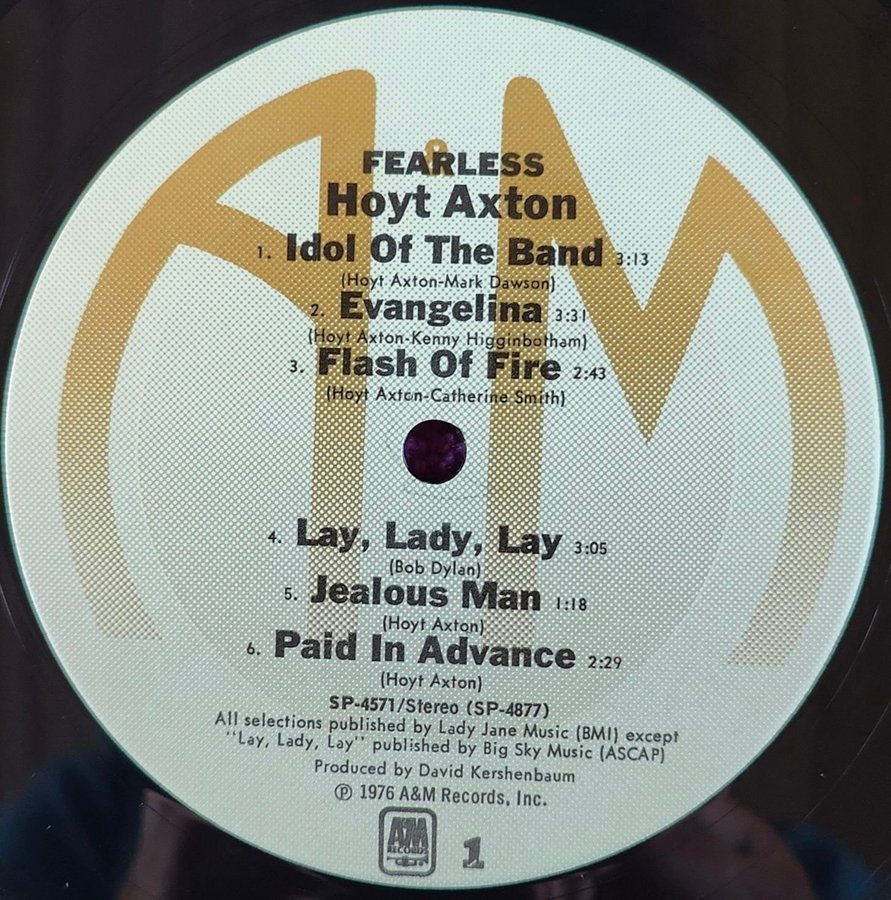 A&M
FEARLESS
Hoyt Axton
1. Idol Of The Band 3:13
(Hoyt Axton-Mark Dawson)
2. Evangelina 3:31
(Hoyt Axton-Kenny Higginbotham)
3. Flash Of Fire 2:43
(Hoyt Axton-Catherine Smith)
4. Lay, Lady, Lay 3:05
(Bob Dylan)
5. Jealous Man 1:18
(Hoyt Axton)
6. Paid In Advance 2:29
(Hoyt Axton)
SP-4571/Stereo (SP-4877)
All selections published by Lady Jane Music (BMI) except
"Lay, Lady, Lay" published by Big Sky Music (ASCAP)
Produced by David Kershenbaum
℗ 1976 A&M Records, Inc.
A&M
RECORDS
1